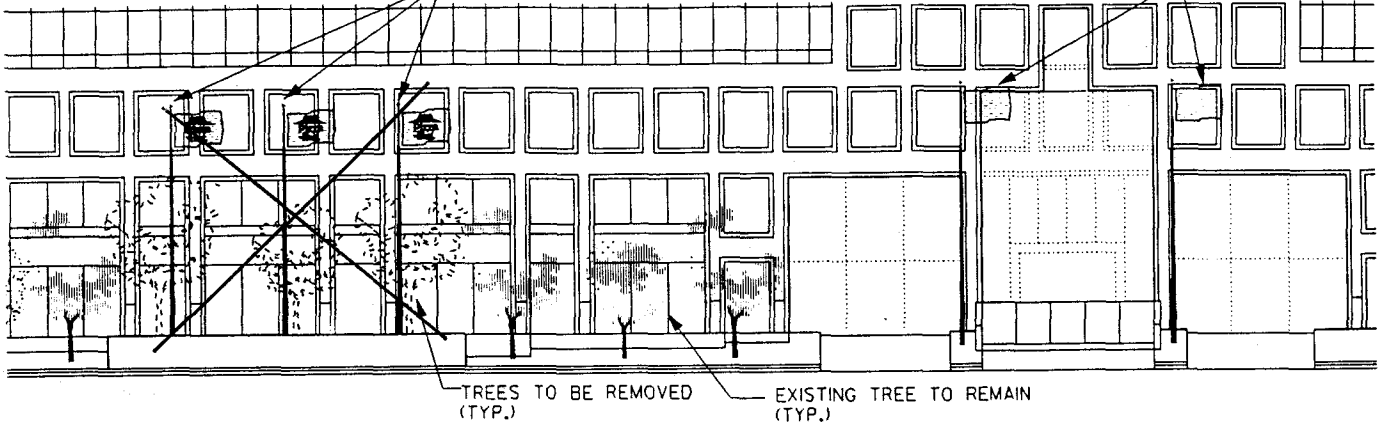 TREES TO BE REMOVED
(TYP.)
EXISTING TREE TO REMAIN
(TYP.)